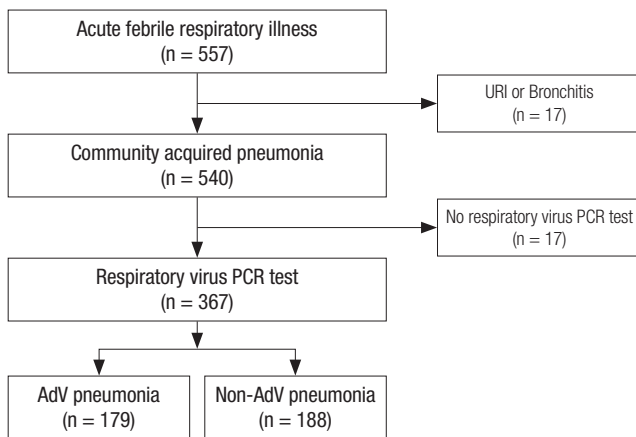 Acute febrile respiratory illness
(n = 557)
URI or Bronchitis
(n = 17)
Community acquired pneumonia
(n = 540)
No respiratory virus PCR test
(n = 17)
Respiratory virus PCR test
(n = 367)
AdV pneumonia
(n = 179)
Non-AdV pneumonia
(n = 188)